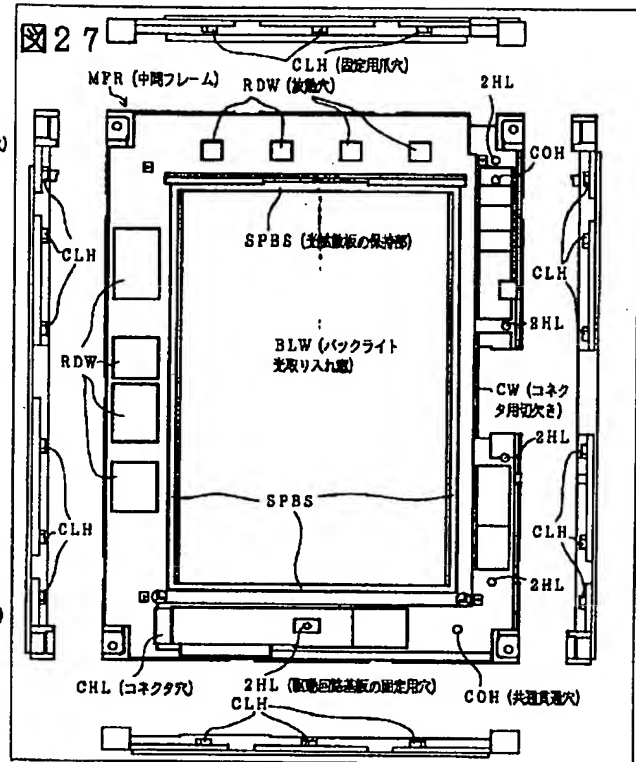 図27
CLH (固定用爪穴)
MFR (中間フレーム)
RDW (放熱穴)
2HL
COH
SPBS (光拡散板の保持部)
CLH
CLH
2HL
RDW
BLW (バックライト
光取り入れ窓)
CW (コネク
タ用切欠き)
2HL
SPBS
CLH
CLH
2HL
CHL (コネクタ穴)
2HL (駆動回路基板の固定用穴)
COH (共通貫通穴)
CLH